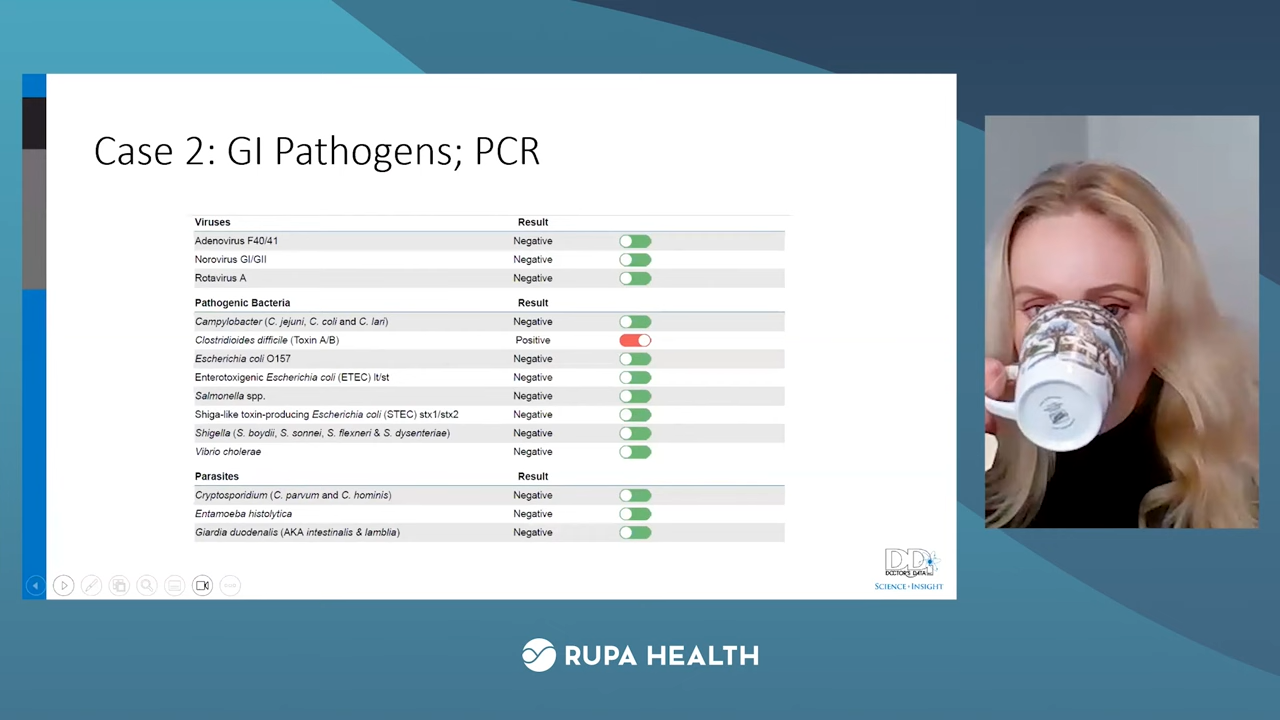 Case 2: GI Pathogens; PCR
Viruses Result
Adenovirus F40/41 Negative
Norovirus GI/GII Negative
Rotavirus A Negative
Pathogenic Bacteria Result
Campylobacter (C. jejuni, C. coli and C. lari) Negative
Clostridioides difficile (Toxin A/B) Positive
Escherichia coli O157 Negative
Enterotoxigenic Escherichia coli (ETEC) lt/st Negative
Salmonella spp. Negative
Shiga-like toxin-producing Escherichia coli (STEC) stx1/stx2 Negative
Shigella (S. boydii, S. sonnei, S. flexneri & S. dysenteriae) Negative
Vibrio cholerae Negative
Parasites Result
Cryptosporidium (C. parvum and C. hominis) Negative
Entamoeba histolytica Negative
Giardia duodenalis (AKA intestinalis & lamblia) Negative
DDI
DOCTOR'S DATA INC
SCIENCE + INSIGHT
RUPA HEALTH